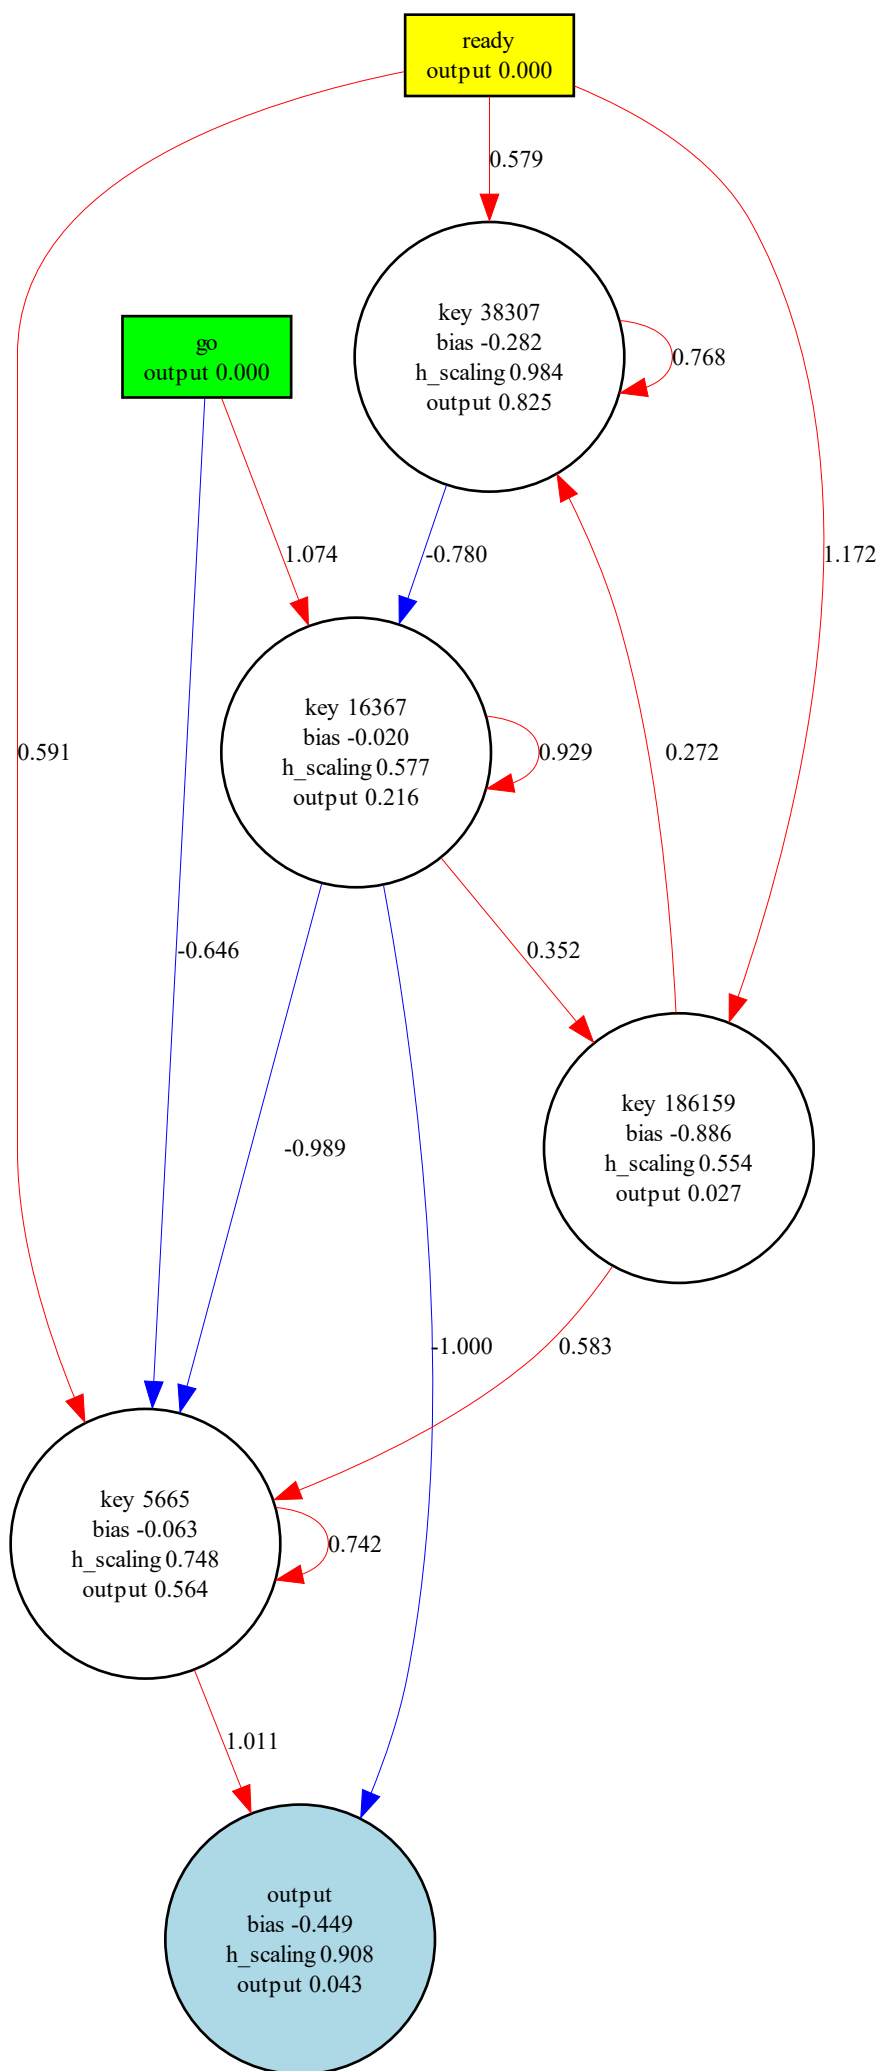 ready
output 0.000
0.579
key 38307
bias -0.282
h_scaling 0.984
output 0.825
0.768
go
output 0.000
1.074
-0.780
1.172
key 16367
bias -0.020
h_scaling 0.577
output 0.216
0.929
0.591
0.272
-0.646
0.352
key 186159
bias -0.886
h_scaling 0.554
output 0.027
-0.989
-1.000
0.583
key 5665
bias -0.063
h_scaling 0.748
output 0.564
0.742
1.011
output
bias -0.449
h_scaling 0.908
output 0.043